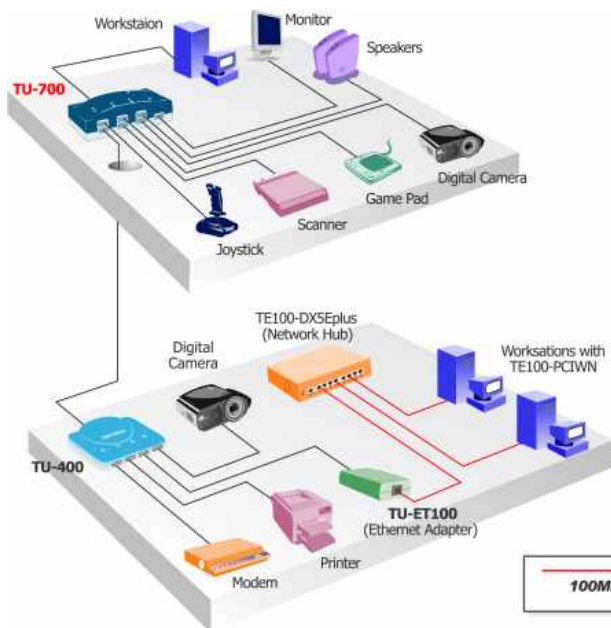 Monitor
Workstaion
Speakers
TU-700
Digital Camera
Game Pad
Scanner
Joystick
TE100-DX5Eplus
(Network Hub)
Digital
Camera
Worksations with
TE100-PCIWN
TU-400
TU-ET100
(Ethernet Adapter)
Printer
Modem